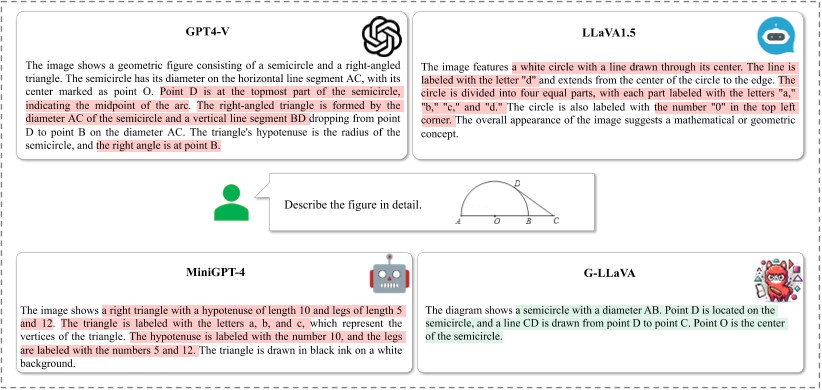 GPT4-V
The image shows a geometric figure consisting of a semicircle and a right-angled
triangle. The semicircle has its diameter on the horizontal line segment AC, with its
center marked as point O. Point D is at the topmost part of the semicircle,
indicating the midpoint of the arc. The right-angled triangle is formed by the
diameter AC of the semicircle and a vertical line segment BD dropping from point
D to point B on the diameter AC. The triangle's hypotenuse is the radius of the
semicircle, and the right angle is at point B.
LLaVA1.5
The image features a white circle with a line drawn through its center. The line is
labeled with the letter "d" and extends from the center of the circle to the edge. The
circle is divided into four equal parts, with each part labeled with the letters "a,"
"b," "c," and "d." The circle is also labeled with the number "0" in the top left
corner. The overall appearance of the image suggests a mathematical or geometric
concept.
Describe the figure in detail.
D
A
O
B
C
MiniGPT-4
The image shows a right triangle with a hypotenuse of length 10 and legs of length 5
and 12. The triangle is labeled with the letters a, b, and c, which represent the
vertices of the triangle. The hypotenuse is labeled with the number 10, and the legs
are labeled with the numbers 5 and 12. The triangle is drawn in black ink on a white
background.
G-LLaVA
The diagram shows a semicircle with a diameter AB. Point D is located on the
semicircle, and a line CD is drawn from point D to point C. Point O is the center
of the semicircle.